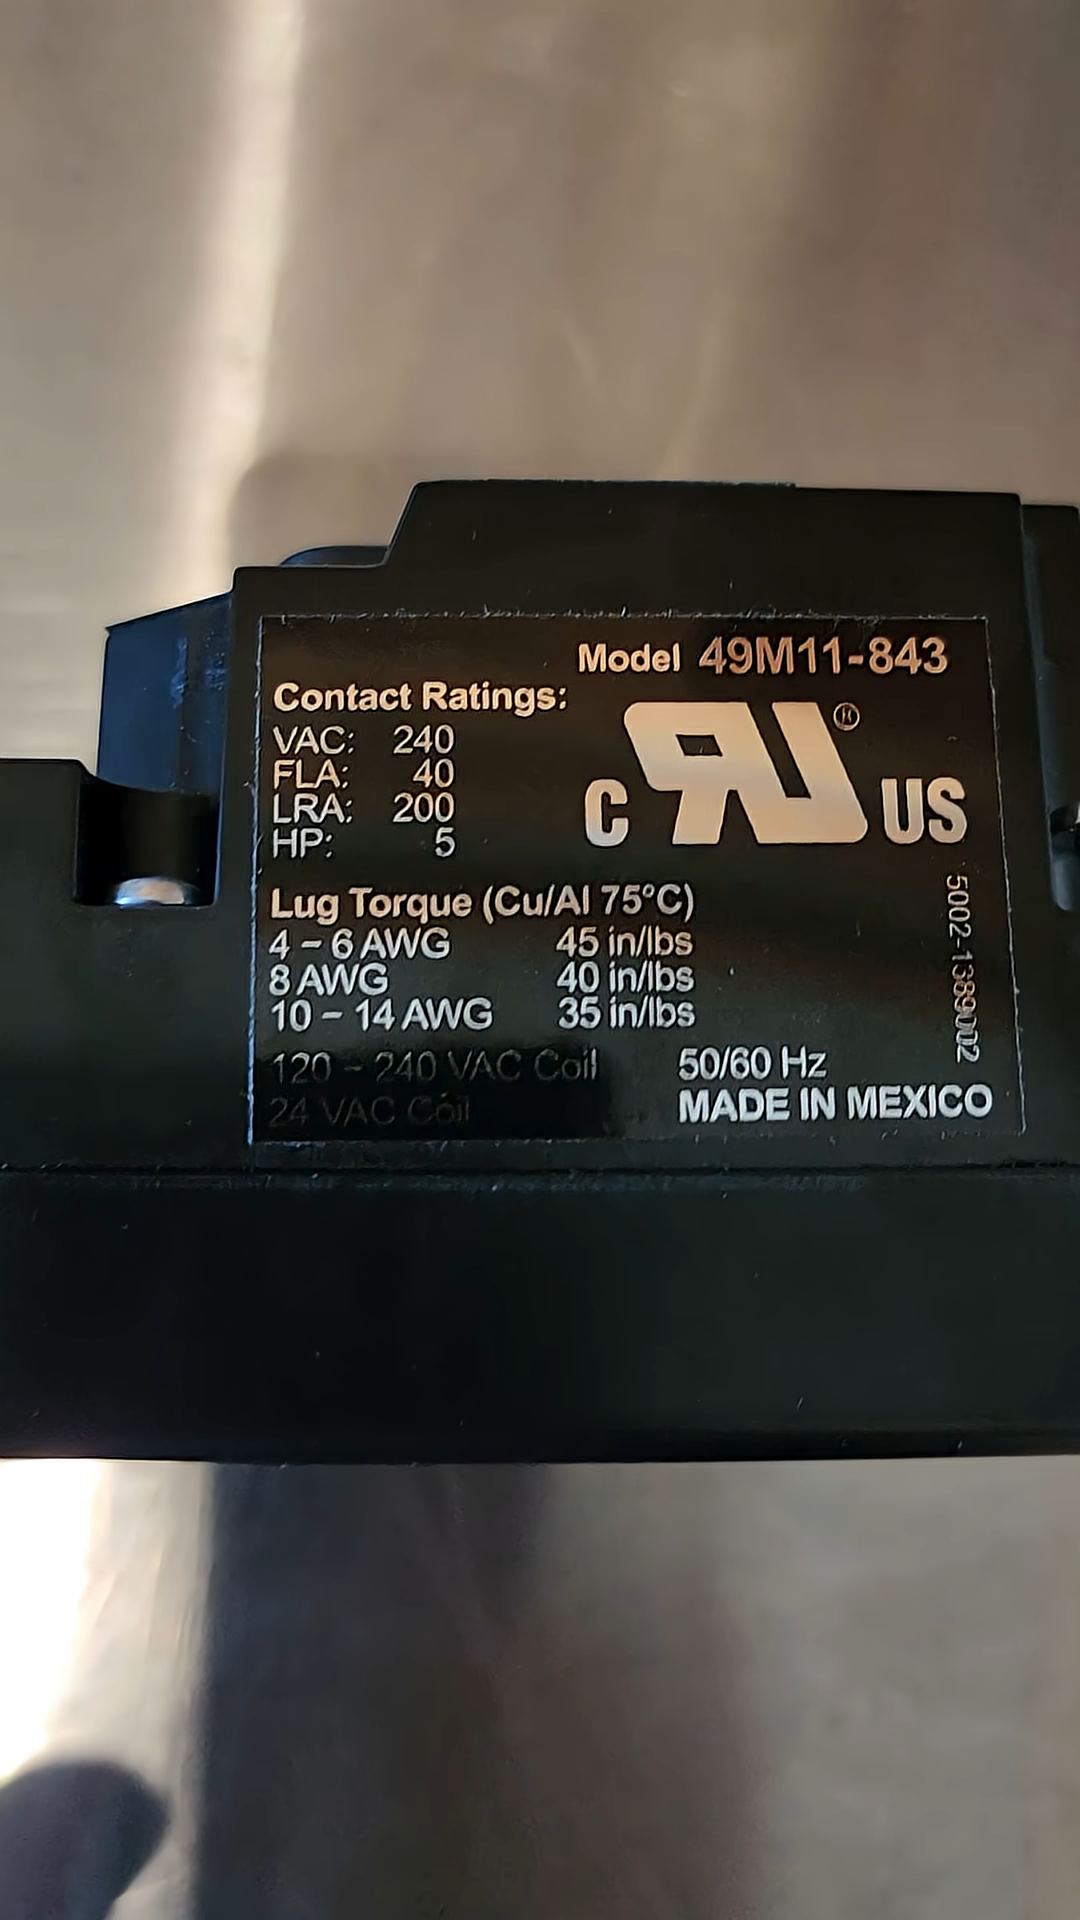 Model 49M11-843
Contact Ratings:
VAC: 240
FLA: 40
LRA: 200
HP: 5
C RU® US
Lug Torque (Cu/Al 75°C)
4 – 6 AWG 45 in/lbs
8 AWG 40 in/lbs
10 – 14 AWG 35 in/lbs
120 – 240 VAC Coil
24 VAC Coil
50/60 Hz
MADE IN MEXICO
5002-1389002